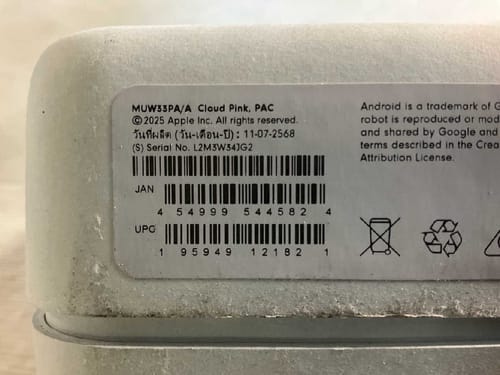 MUW33PA/A Cloud Pink, PAC
©2025 Apple Inc. All rights reserved.
วันที่ผลิต (วัน-เดือน-ปี) : 11-07-2568
(S) Serial No. L2M3W34JG2
JAN
4 54999 544582 4
UPC
1 95949 12182 1
Android is a trademark of G
robot is reproduced or mod
and shared by Google and
terms described in the Crea
Attribution License.